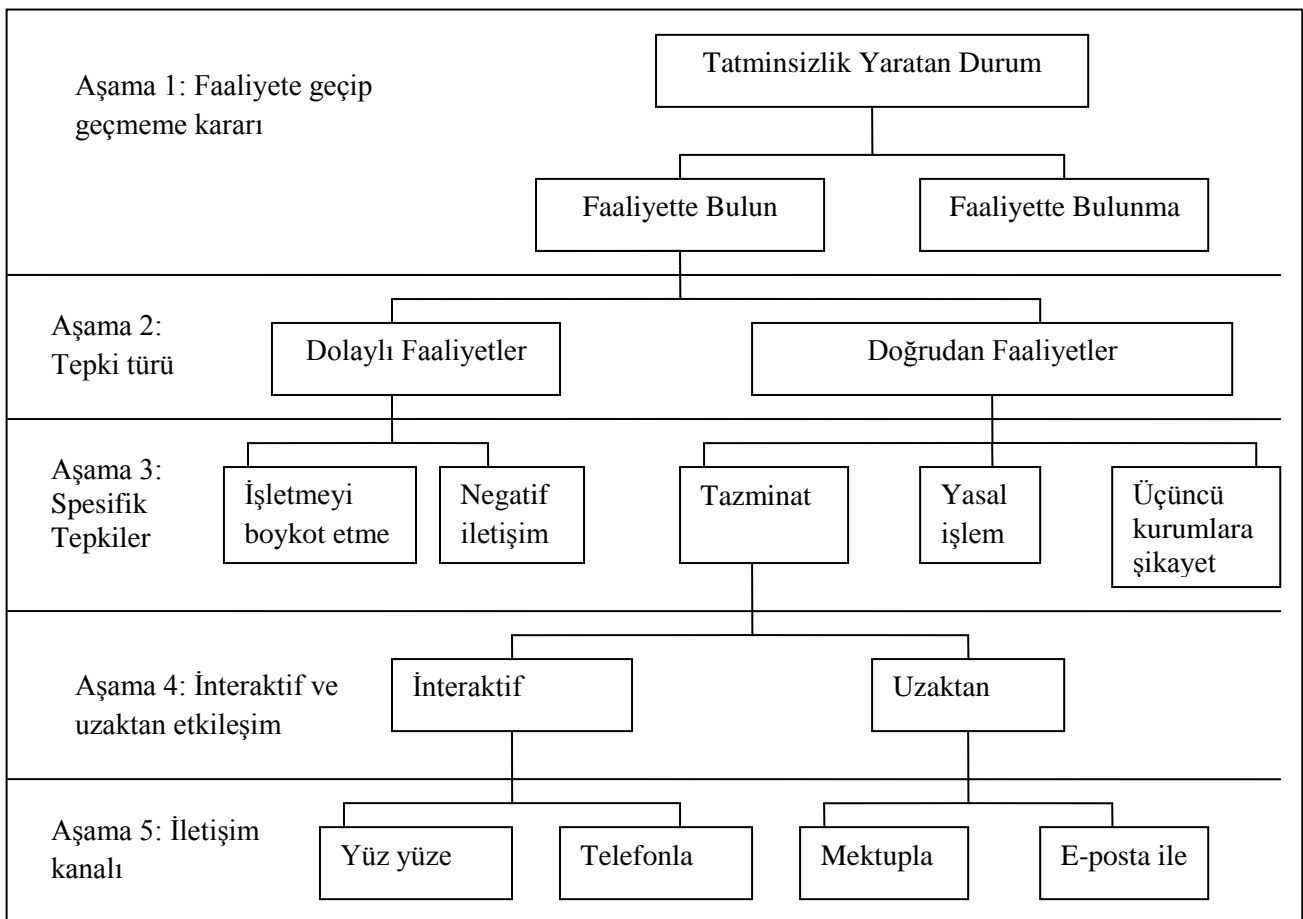 Aşama 1: Faaliyete geçip
geçmeme kararı
Tatminsizlik Yaratan Durum
Faaliyette Bulun
Faaliyette Bulunma
Aşama 2:
Tepki türü
Dolaylı Faaliyetler
Doğrudan Faaliyetler
Aşama 3:
Spesifik
Tepkiler
İşletmeyi
boykot etme
Negatif
iletişim
Tazminat
Yasal
işlem
Üçüncü
kurumlara
şikayet
Aşama 4: İnteraktif ve
uzaktan etkileşim
İnteraktif
Uzaktan
Aşama 5: İletişim
kanalı
Yüz yüze
Telefonla
Mektupla
E-posta ile